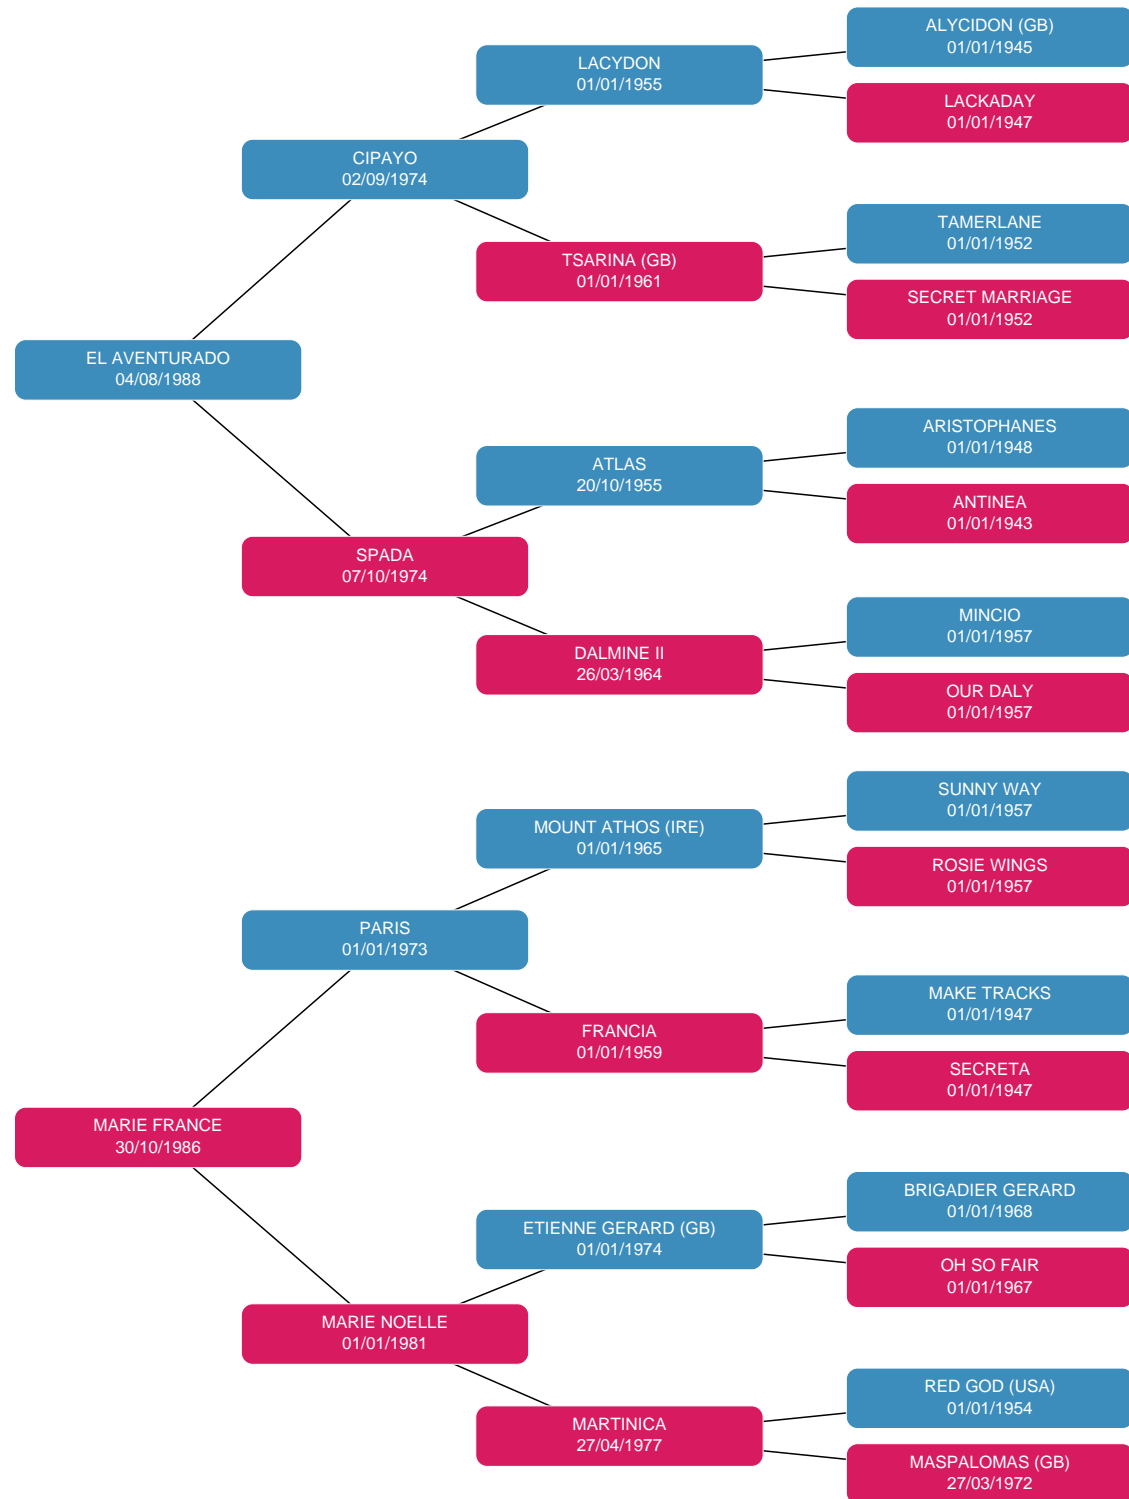 ALYCIDON (GB)
01/01/1945
LACYDON
01/01/1955
LACKADAY
01/01/1947
CIPAYO
02/09/1974
TAMERLANE
01/01/1952
TSARINA (GB)
01/01/1961
SECRET MARRIAGE
01/01/1952
EL AVENTURADO
04/08/1988
ARISTOPHANES
01/01/1948
ATLAS
20/10/1955
ANTINEA
01/01/1943
SPADA
07/10/1974
MINCIO
01/01/1957
DALMINE II
26/03/1964
OUR DALY
01/01/1957
SUNNY WAY
01/01/1957
MOUNT ATHOS (IRE)
01/01/1965
ROSIE WINGS
01/01/1957
PARIS
01/01/1973
MAKE TRACKS
01/01/1947
FRANCIA
01/01/1959
SECRETA
01/01/1947
MARIE FRANCE
30/10/1986
BRIGADIER GERARD
01/01/1968
ETIENNE GERARD (GB)
01/01/1974
OH SO FAIR
01/01/1967
MARIE NOELLE
01/01/1981
RED GOD (USA)
01/01/1954
MARTINICA
27/04/1977
MASPALOMAS (GB)
27/03/1972